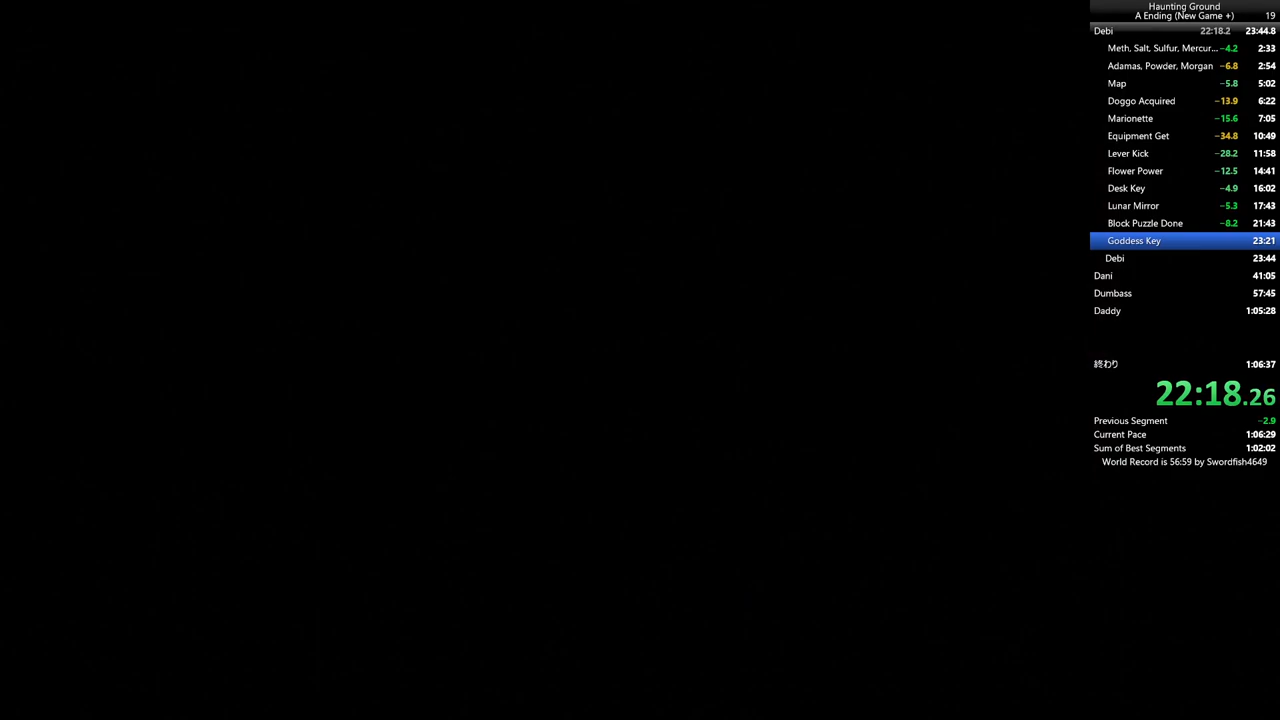 Haunting Ground
A Ending (New Game +) 19
Debi 22:18.2 23:44.8
Meth, Salt, Sulfur, Mercur... −4.2 2:33
Adamas, Powder, Morgan −6.8 2:54
Map −5.8 5:02
Doggo Acquired −13.9 6:22
Marionette −15.6 7:05
Equipment Get −34.8 10:49
Lever Kick −28.2 11:58
Flower Power −12.5 14:41
Desk Key −4.9 16:02
Lunar Mirror −5.3 17:43
Block Puzzle Done −8.2 21:43
Goddess Key 23:21
Debi 23:44
Dani 41:05
Dumbass 57:45
Daddy 1:05:28
終わり 1:06:37
22:18.26
Previous Segment −2.9
Current Pace 1:06:29
Sum of Best Segments 1:02:02
World Record is 56:59 by Swordfish4649